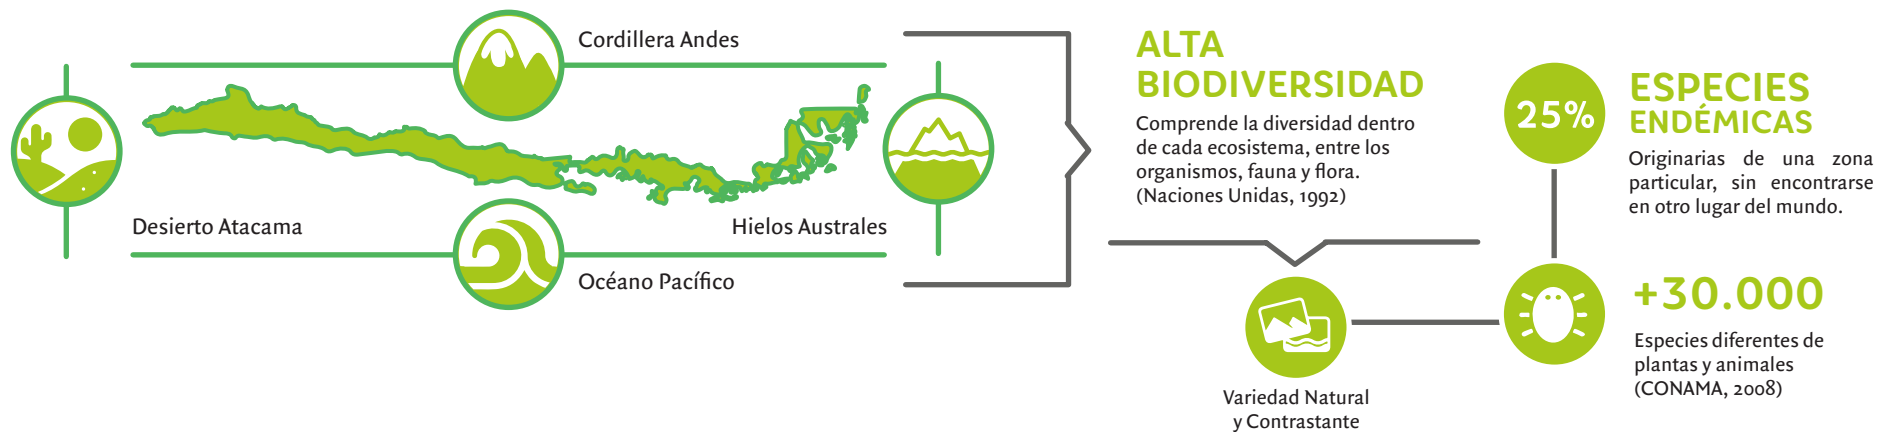 Cordillera Andes
Desierto Atacama
Hielos Australes
Océano Pacífico
ALTA
BIODIVERSIDAD
Comprende la diversidad dentro
de cada ecosistema, entre los
organismos, fauna y flora.
(Naciones Unidas, 1992)
Variedad Natural
y Contrastante
25%
ESPECIES
ENDÉMICAS
Originarias de una zona
particular, sin encontrarse
en otro lugar del mundo.
+30.000
Especies diferentes de
plantas y animales
(CONAMA, 2008)